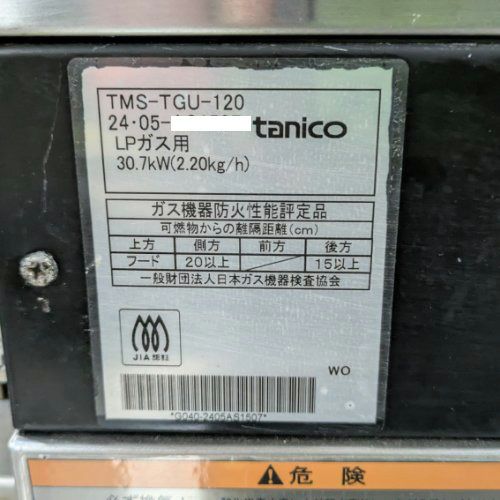 TMS-TGU-120
24·05- tanico
LPガス用
30.7kW(2.20kg/h)
ガス機器防火性能評定品
可燃物からの離隔距離(cm)
上方 側方 前方 後方
フード 20以上 15以上
一般財団法人日本ガス機器検査協会
JIA
WO
*G040-2405AS1507*
危険